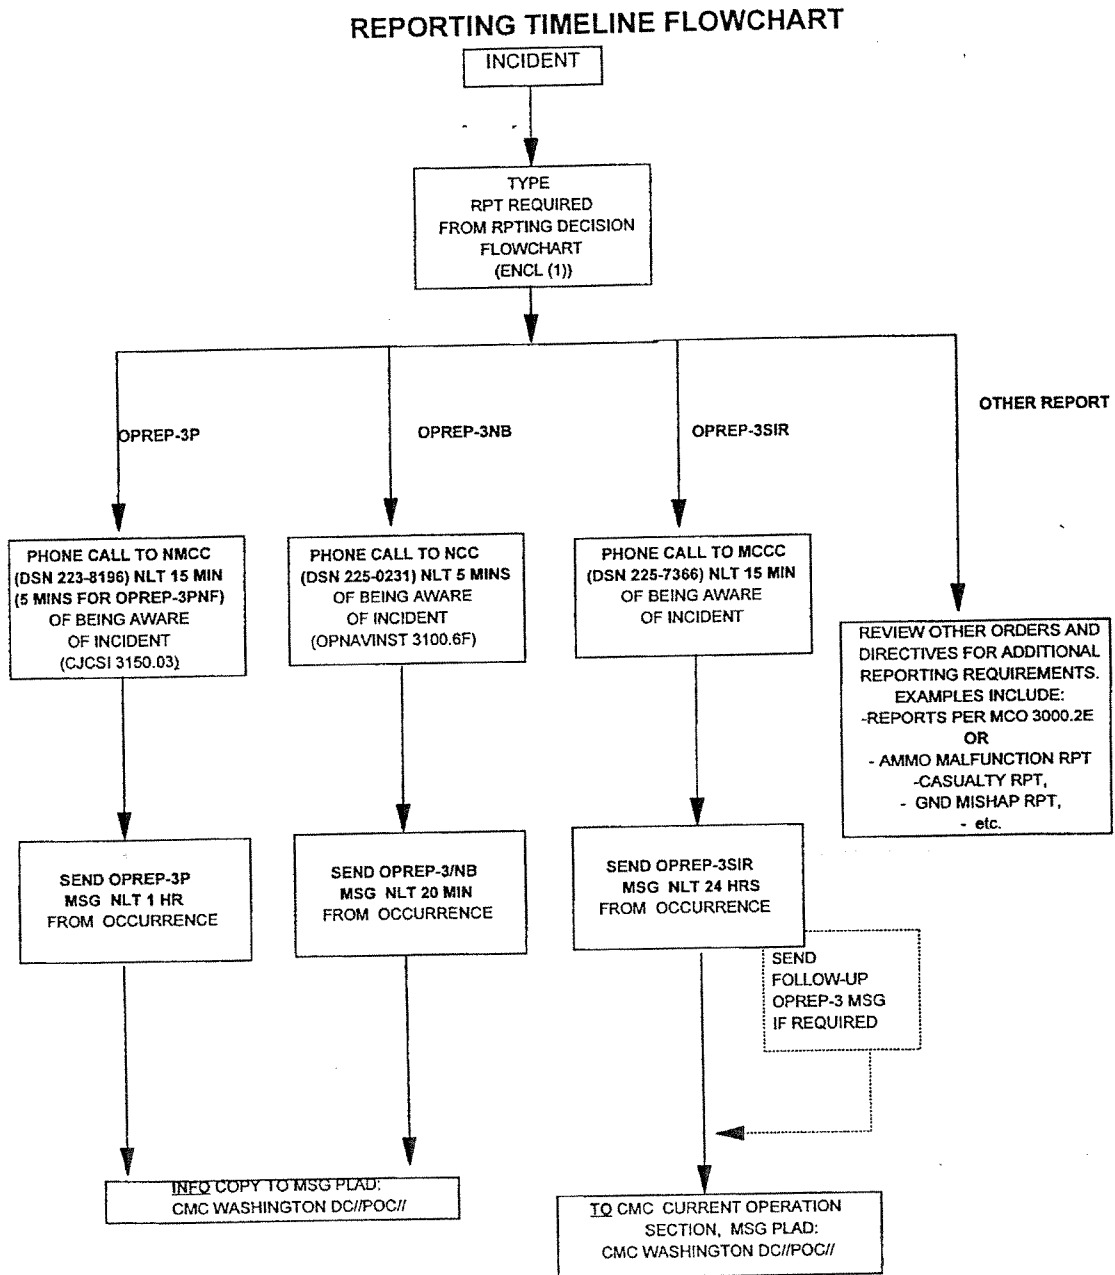 REPORTING TIMELINE FLOWCHART
INCIDENT
TYPE
RPT REQUIRED
FROM RPTING DECISION
FLOWCHART
(ENCL (1))
OPREP-3P
OPREP-3NB
OPREP-3SIR
OTHER REPORT
PHONE CALL TO NMCC
(DSN 223-8196) NLT 15 MIN
(5 MINS FOR OPREP-3PNF)
OF BEING AWARE
OF INCIDENT
(CJCSI 3150.03)
PHONE CALL TO NCC
(DSN 225-0231) NLT 5 MINS
OF BEING AWARE
OF INCIDENT
(OPNAVINST 3100.6F)
PHONE CALL TO MCCC
(DSN 225-7366) NLT 15 MIN
OF BEING AWARE
OF INCIDENT
REVIEW OTHER ORDERS AND
DIRECTIVES FOR ADDITIONAL
REPORTING REQUIREMENTS.
EXAMPLES INCLUDE:
-REPORTS PER MCO 3000.2E
OR
- AMMO MALFUNCTION RPT
-CASUALTY RPT,
- GND MISHAP RPT,
- etc.
SEND OPREP-3P
MSG NLT 1 HR
FROM OCCURRENCE
SEND OPREP-3/NB
MSG NLT 20 MIN
FROM OCCURRENCE
SEND OPREP-3SIR
MSG NLT 24 HRS
FROM OCCURRENCE
SEND
FOLLOW-UP
OPREP-3 MSG
IF REQUIRED
INFO COPY TO MSG PLAD:
CMC WASHINGTON DC//POC//
TO CMC CURRENT OPERATION
SECTION, MSG PLAD:
CMC WASHINGTON DC//POC//